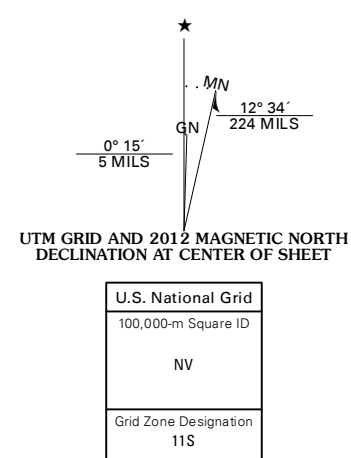 ★
MN
GN
12° 34´
224 MILS
0° 15´
5 MILS
UTM GRID AND 2012 MAGNETIC NORTH
DECLINATION AT CENTER OF SHEET
U.S. National Grid
100,000-m Square ID
NV
Grid Zone Designation
11S